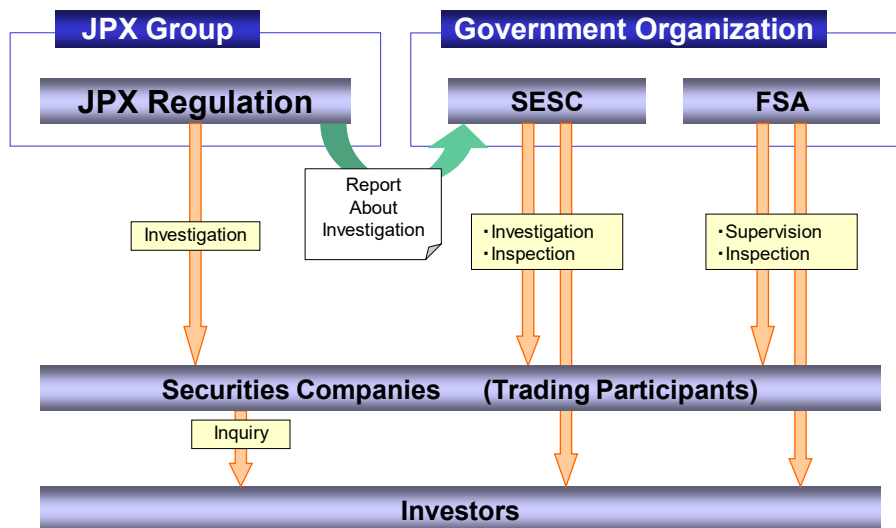 JPX Group
Government Organization
JPX Regulation
SESC
FSA
Report
About
Investigation
Investigation
・Investigation
・Inspection
・Supervision
・Inspection
Securities Companies (Trading Participants)
Inquiry
Investors